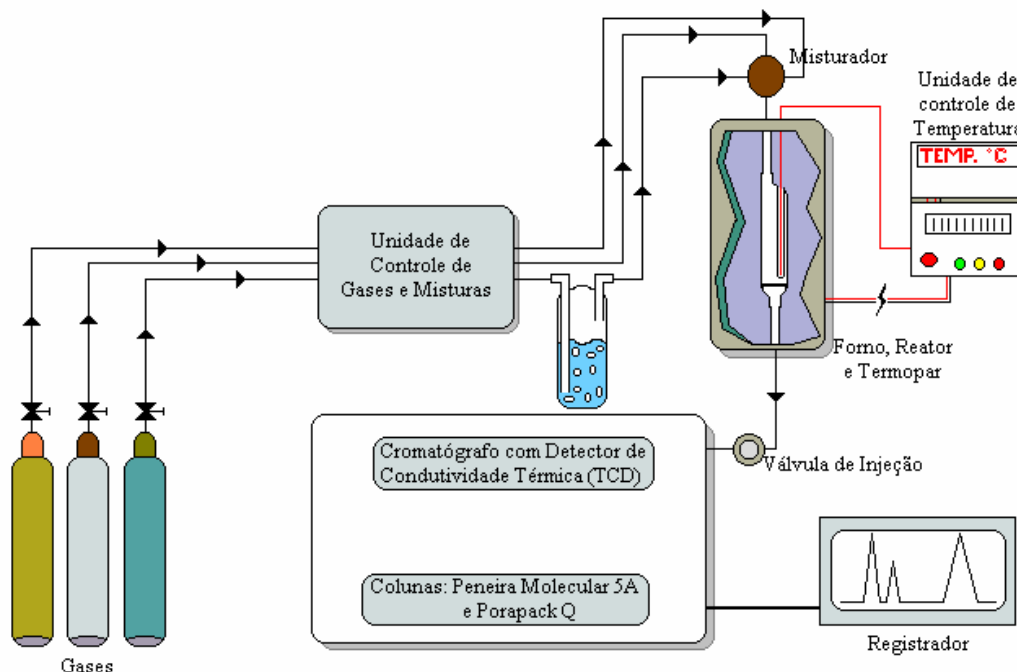 Misturador
Unidade de
controle de
Temperatura
TEMP. °C
Unidade de
Controle de
Gases e Misturas
Forno, Reator
e Termopar
Cromatógrafo com Detector de
Condutividade Térmica (TCD)
Válvula de Injeção
Colunas: Peneira Molecular 5A
e Porapack Q
Registrador
Gases